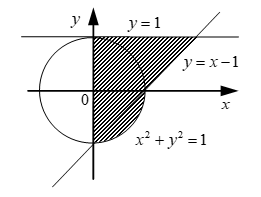 y
y = 1
y = x − 1
0
x
x² + y² = 1